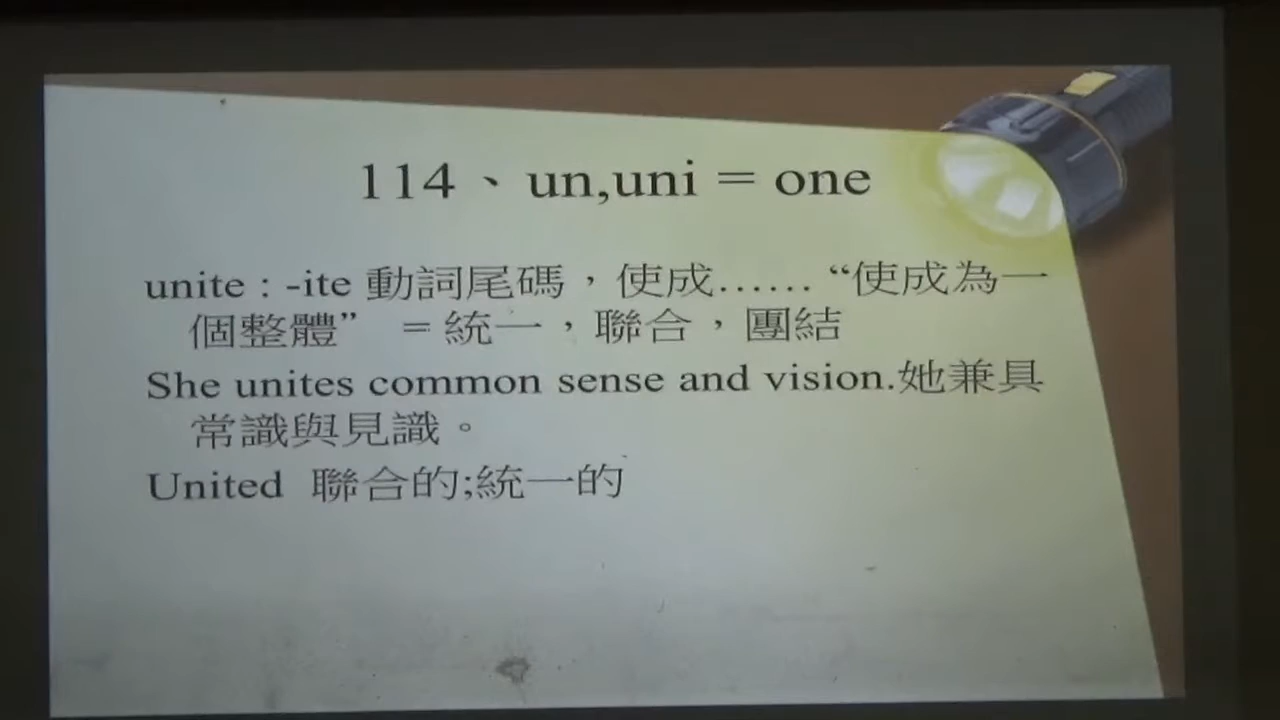 114、un,uni = one
unite : -ite 動詞尾碼，使成…… “使成為一
個整體” = 統一，聯合，團結
She unites common sense and vision.她兼具
常識與見識。
United 聯合的;統一的